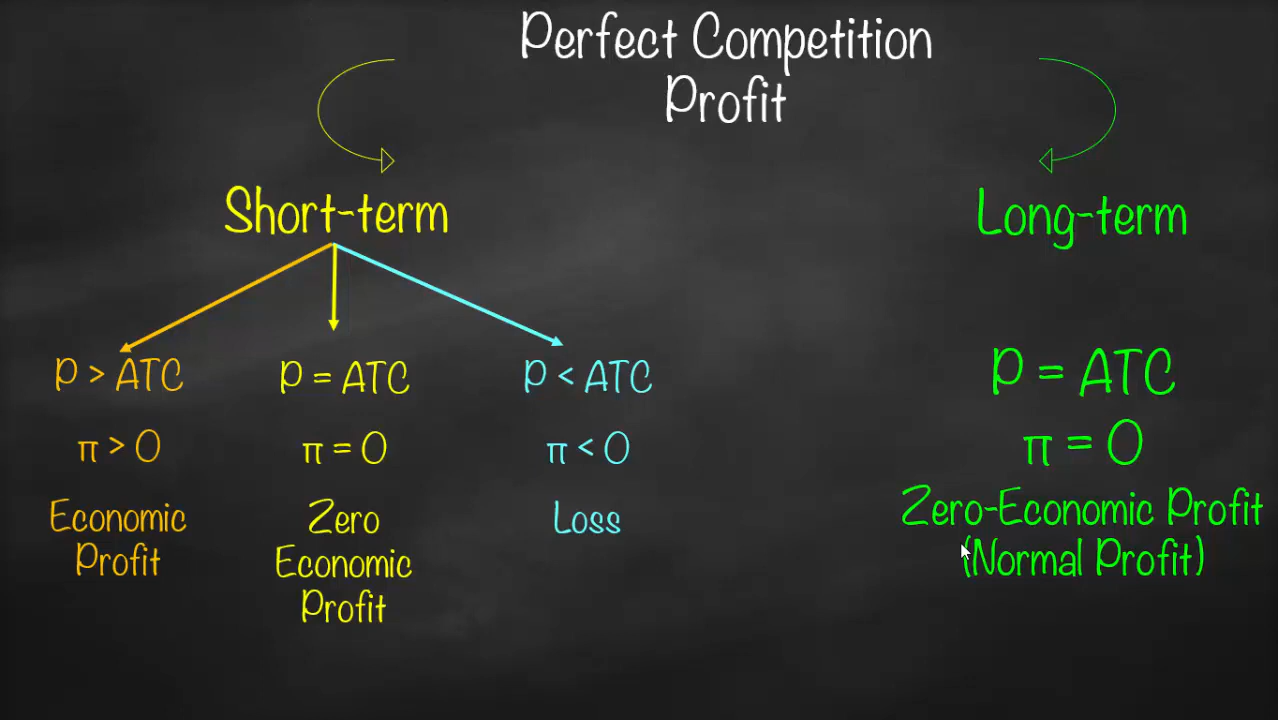 Perfect Competition
Profit
Short-term
P > ATC
π > 0
Economic
Profit
P = ATC
π = 0
Zero
Economic
Profit
P < ATC
π < 0
Loss
Long-term
P = ATC
π = 0
Zero-Economic Profit
(Normal Profit)